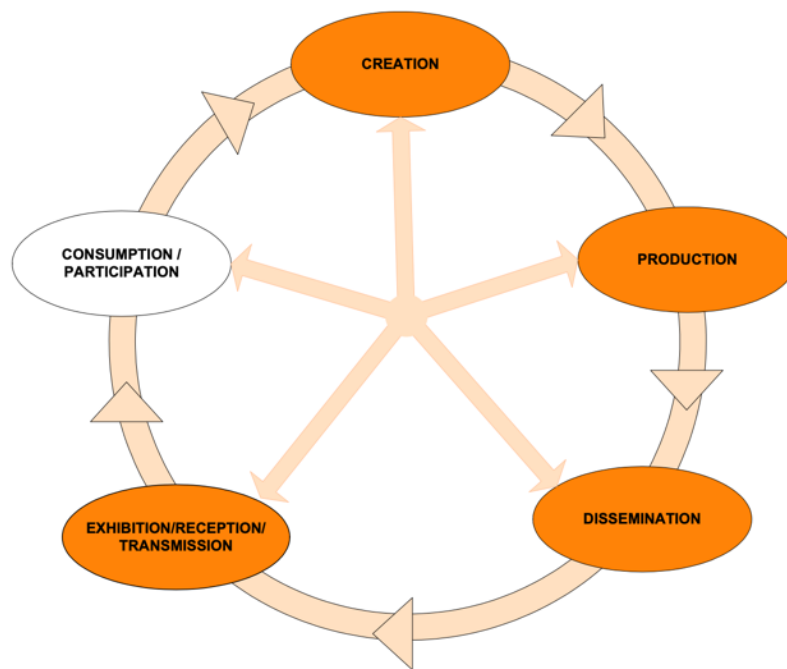 CREATION
PRODUCTION
DISSEMINATION
EXHIBITION/RECEPTION/
TRANSMISSION
CONSUMPTION /
PARTICIPATION